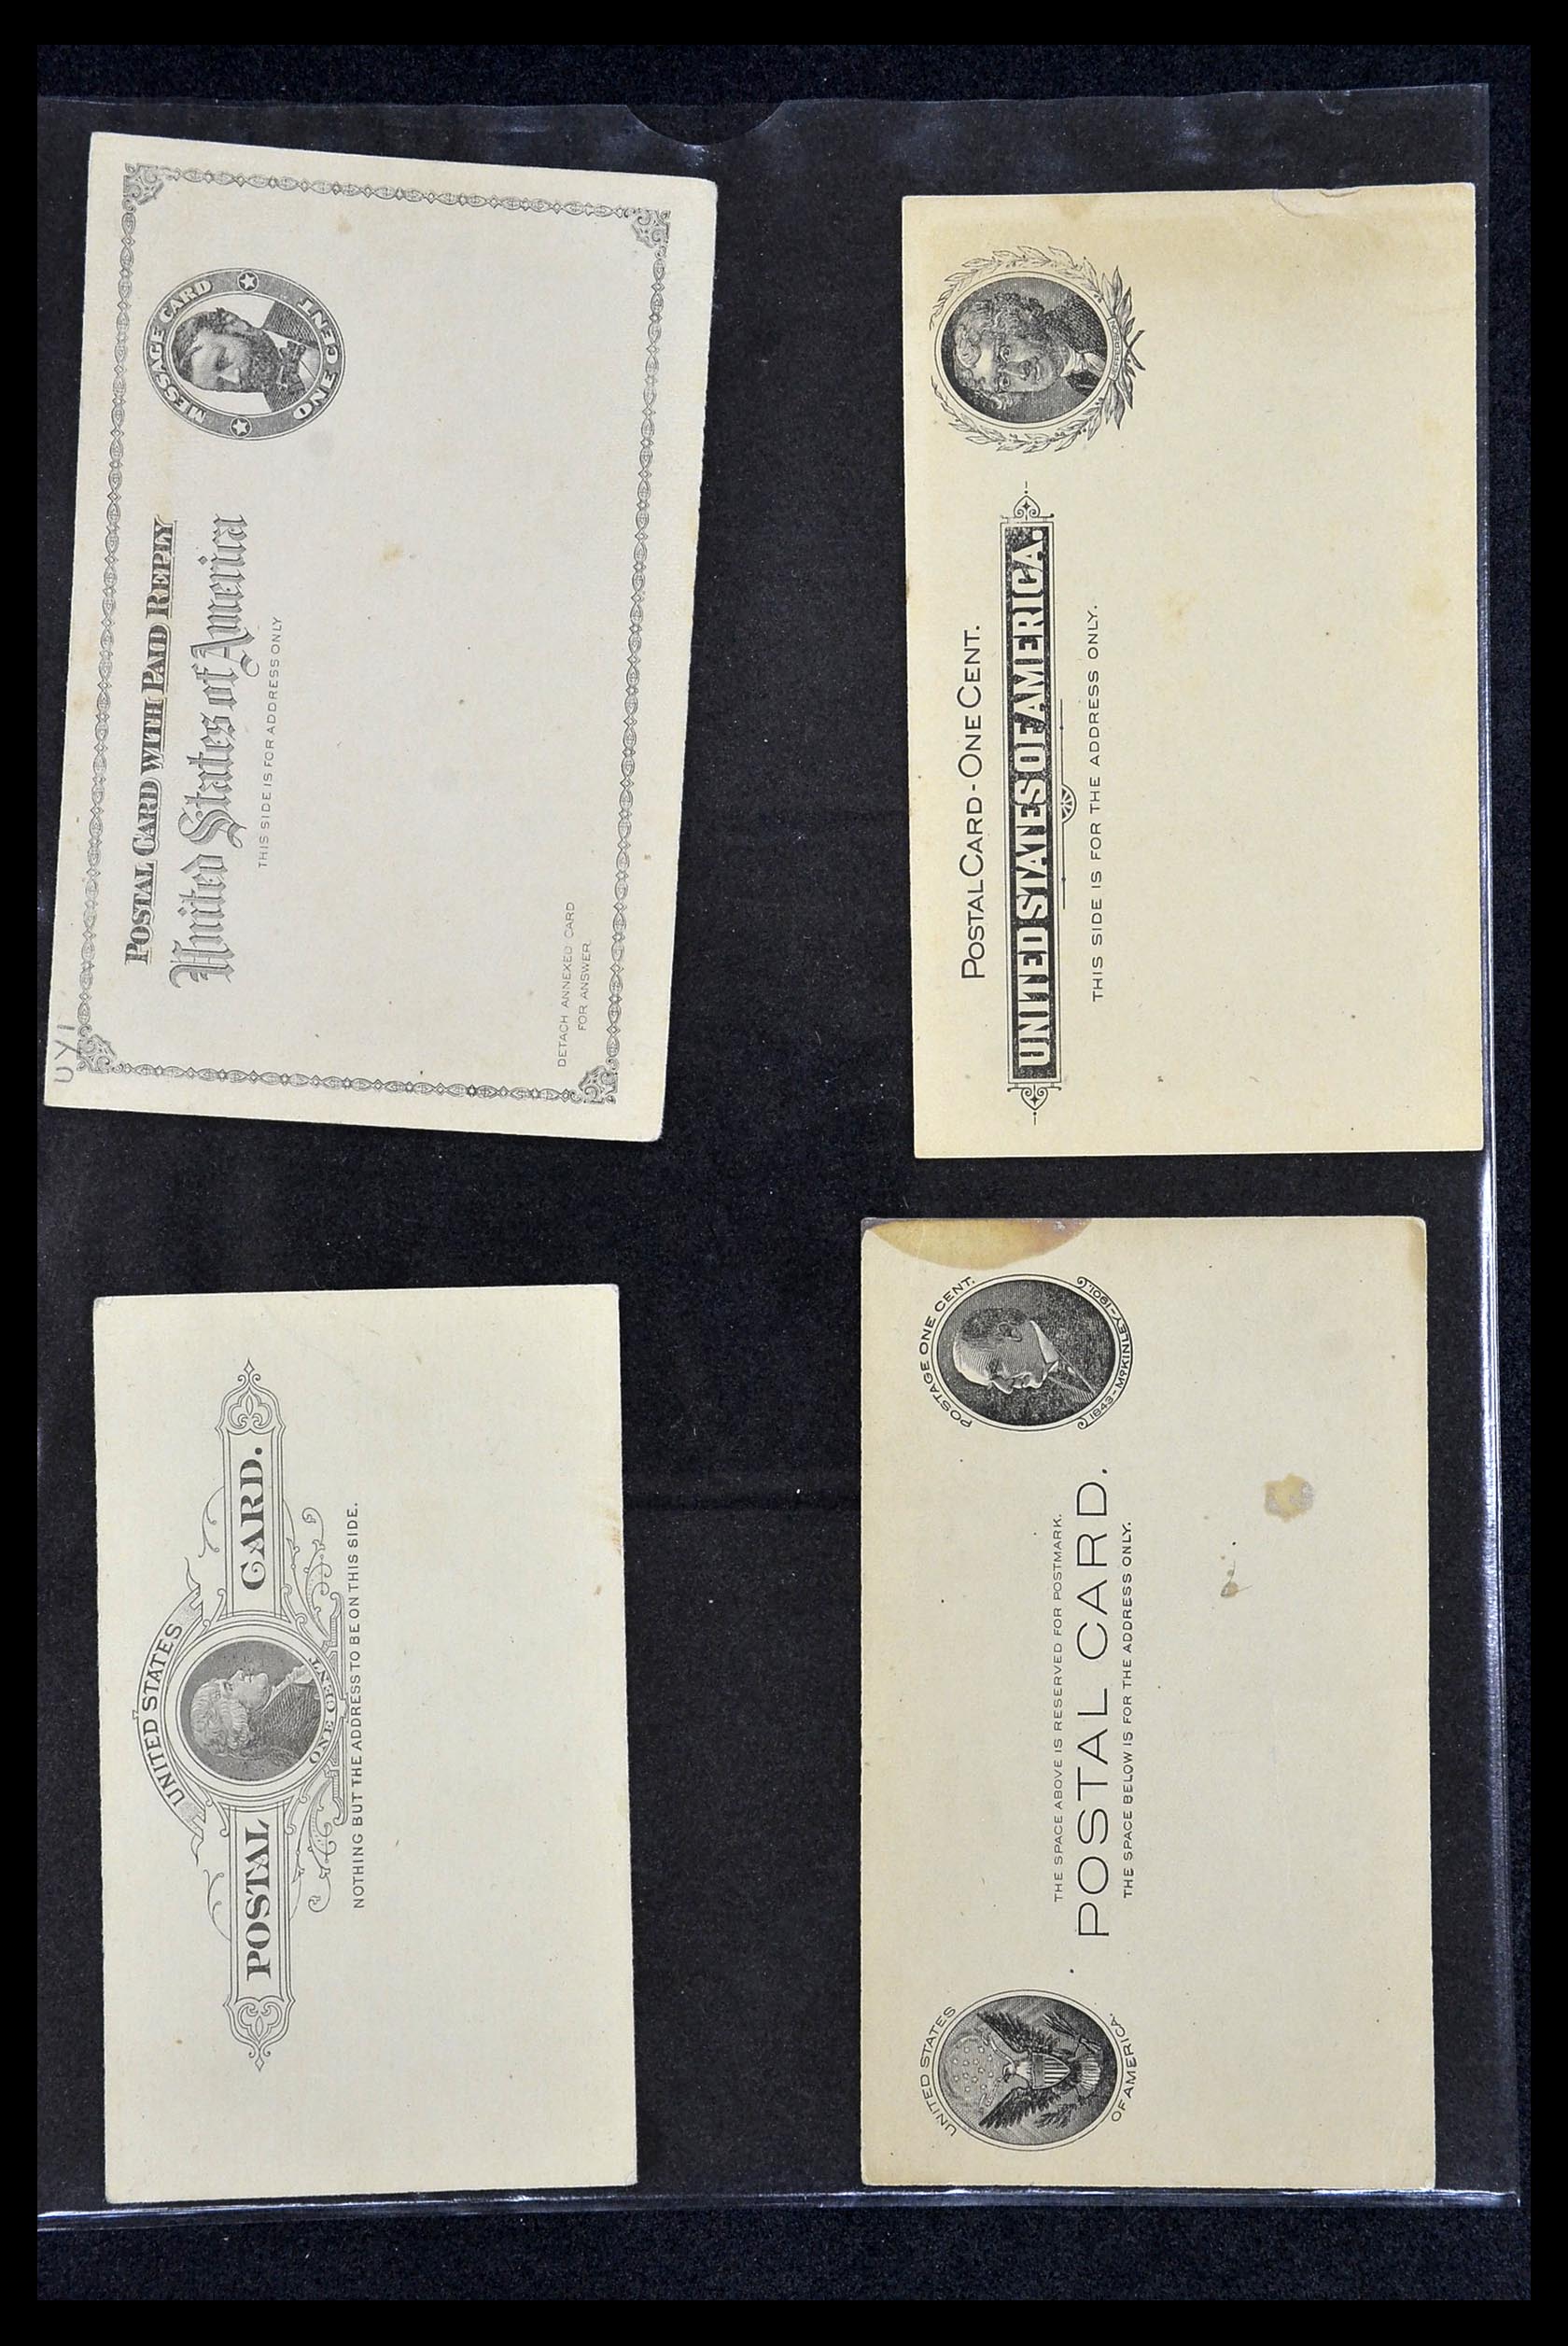 UY1
POSTAL CARD WITH PAID REPLY
United States of America
THIS SIDE IS FOR ADDRESS ONLY
MESSAGE CARD
ONE CENT
DETACH ANNEXED CARD
FOR ANSWER.
POSTAL CARD - ONE CENT.
UNITED STATES OF AMERICA.
THIS SIDE IS FOR THE ADDRESS ONLY.
JEFFERSON
UNITED STATES
POSTAL CARD.
ONE CENT
NOTHING BUT THE ADDRESS TO BE ON THIS SIDE.
UNITED STATES
OF AMERICA
THE SPACE ABOVE IS RESERVED FOR POSTMARK.
POSTAL CARD.
THE SPACE BELOW IS FOR THE ADDRESS ONLY.
POSTAGE ONE CENT.
1843-McKINLEY-1901.